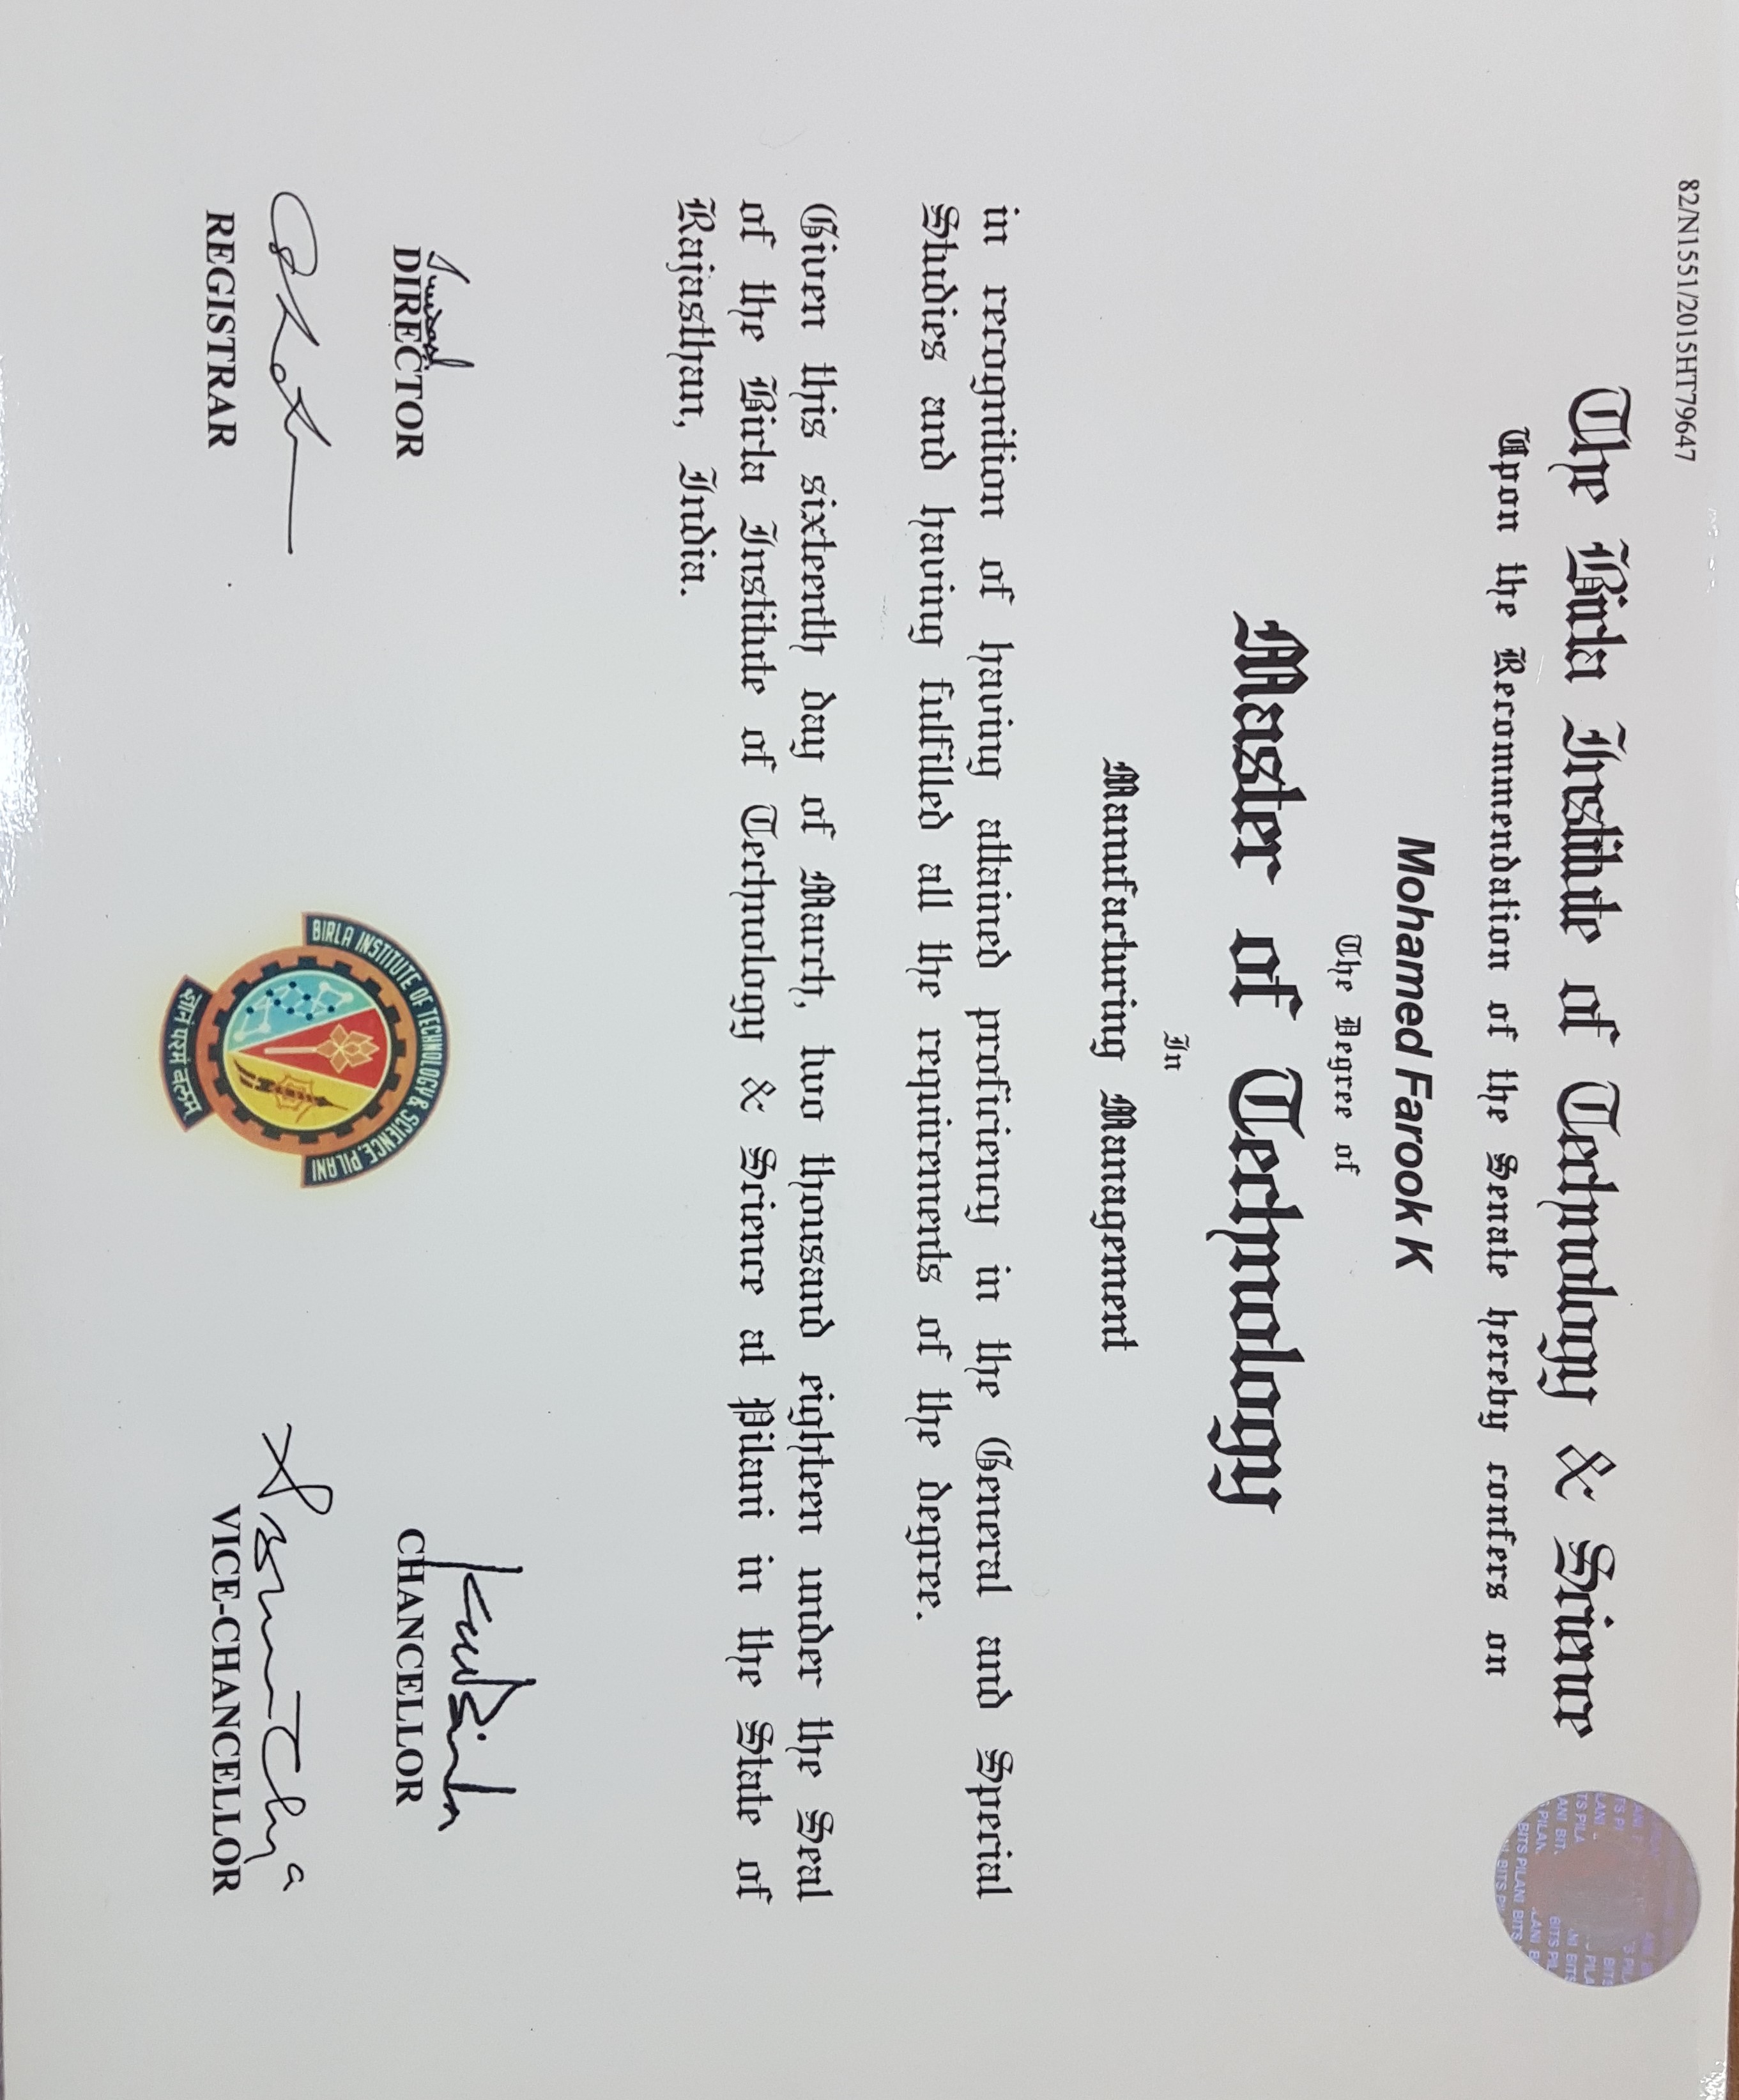 82/N1551/2015HT79647
The Birla Institute of Technology & Science
Upon the Recommendation of the Senate hereby confers on
Mohamed Farook K
The Degree of
Master of Technology
In
Manufacturing Management
in recognition of having attained proficiency in the General and Special
Studies and having fulfilled all the requirements of the degree.
Given this sixteenth day of March, two thousand eighteen under the Seal
of the Birla Institute of Technology & Science at Pilani in the State of
Rajasthan, India.
DIRECTOR
CHANCELLOR
REGISTRAR
VICE-CHANCELLOR
BIRLA INSTITUTE OF TECHNOLOGY & SCIENCE, PILANI
ज्ञानं परमं बलम्
BITS PILANI BITS